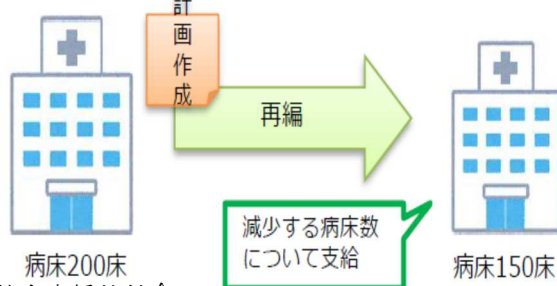 計画作成
再編
減少する病床数
について支給
病床200床
病床150床